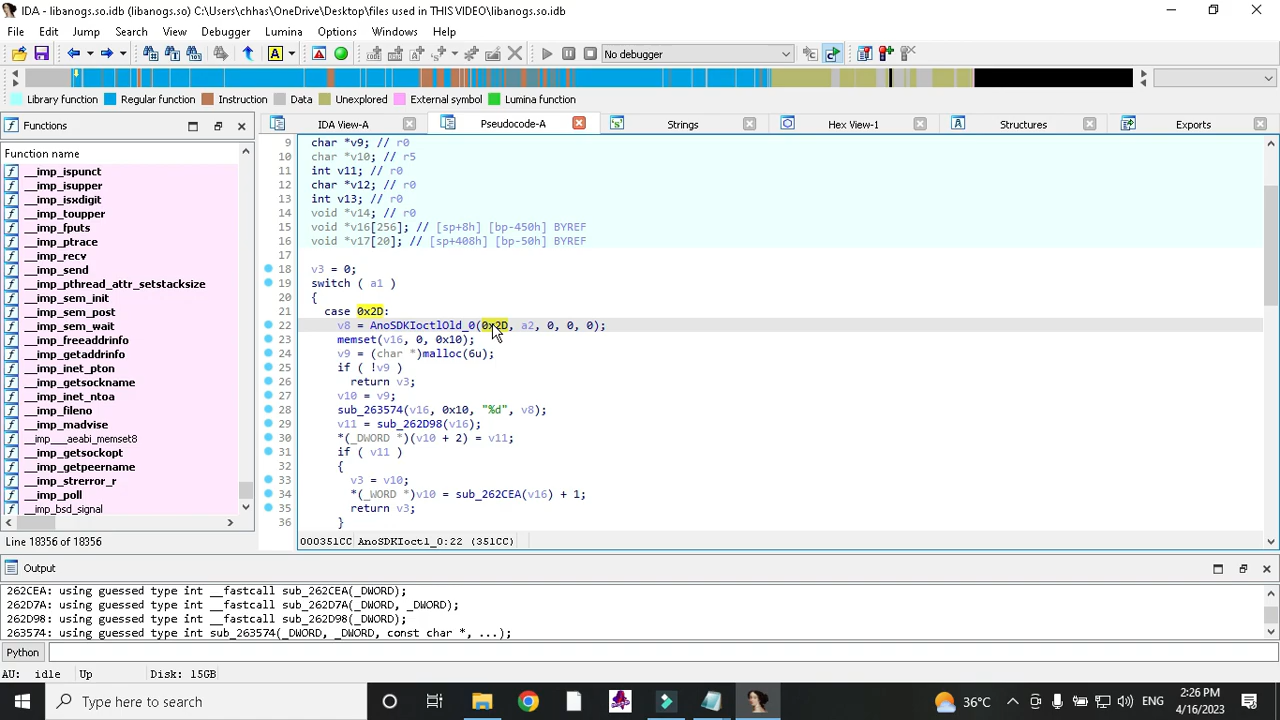 IDA - libanogs.so.idb (libanogs.so) C:\Users\chhas\OneDrive\Desktop\files used in THIS VIDEO\libanogs.so.idb
File Edit Jump Search View Debugger Lumina Options Windows Help
No debugger
Library function Regular function Instruction Data Unexplored External symbol Lumina function
Functions
IDA View-A Pseudocode-A Strings Hex View-1 Structures Exports
Function name
__imp_ispunct
__imp_isupper
__imp_isxdigit
__imp_toupper
__imp_fputs
__imp_ptrace
__imp_recv
__imp_send
__imp_pthread_attr_setstacksize
__imp_sem_init
__imp_sem_post
__imp_sem_wait
__imp_freeaddrinfo
__imp_getaddrinfo
__imp_inet_pton
__imp_getsockname
__imp_inet_ntoa
__imp_fileno
__imp_madvise
__imp___aeabi_memset8
__imp_getsockopt
__imp_getpeername
__imp_strerror_r
__imp_poll
__imp_bsd_signal
Line 18356 of 18356
9 char *v9; // r0
10 char *v10; // r5
11 int v11; // r0
12 char *v12; // r0
13 int v13; // r0
14 void *v14; // r0
15 void *v16[256]; // [sp+8h] [bp-450h] BYREF
16 void *v17[20]; // [sp+408h] [bp-50h] BYREF
17
18 v3 = 0;
19 switch ( a1 )
20 {
21 case 0x2D:
22 v8 = AnoSDKIoctlOld_0(0x2D, a2, 0, 0, 0);
23 memset(v16, 0, 0x10);
24 v9 = (char *)malloc(6u);
25 if ( !v9 )
26 return v3;
27 v10 = v9;
28 sub_263574(v16, 0x10, "%d", v8);
29 v11 = sub_262D98(v16);
30 *(_DWORD *)(v10 + 2) = v11;
31 if ( v11 )
32 {
33 v3 = v10;
34 *(_WORD *)v10 = sub_262CEA(v16) + 1;
35 return v3;
36 }
000351CC AnoSDKIoctl_0:22 (351CC)
Output
262CEA: using guessed type int __fastcall sub_262CEA(_DWORD);
262D7A: using guessed type int __fastcall sub_262D7A(_DWORD, _DWORD);
262D98: using guessed type int __fastcall sub_262D98(_DWORD);
263574: using guessed type int sub_263574(_DWORD, _DWORD, const char *, ...);
Python
AU: idle Up Disk: 15GB
Type here to search
36°C
ENG
2:26 PM
4/16/2023